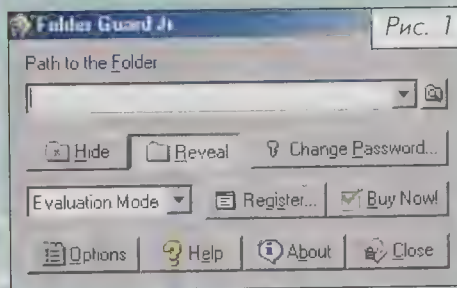 Folder Guard Jr.
Рис. 1
Path to the Folder
Hide Reveal Change Password...
Evaluation Mode Register... Buy Now!
Options Help About Close